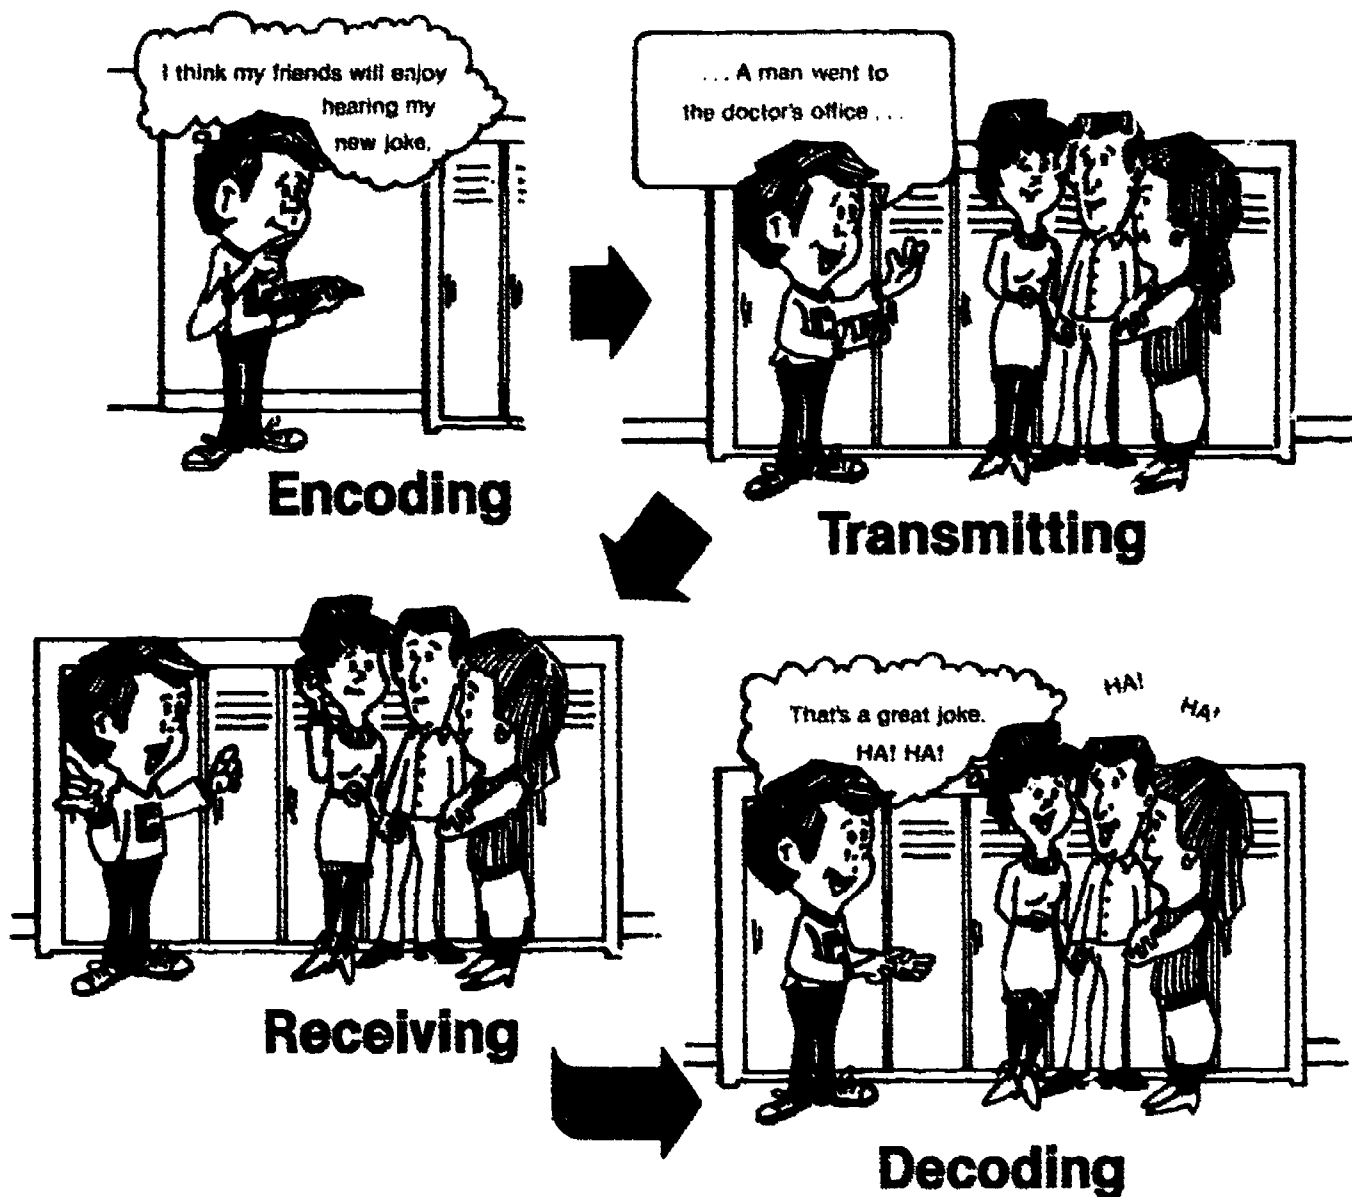 I think my friends will enjoy
hearing my
new joke.
... A man went to
the doctor's office ...
Encoding
Transmitting
Receiving
That's a great joke.
HA! HA!
HA!
HA!
Decoding